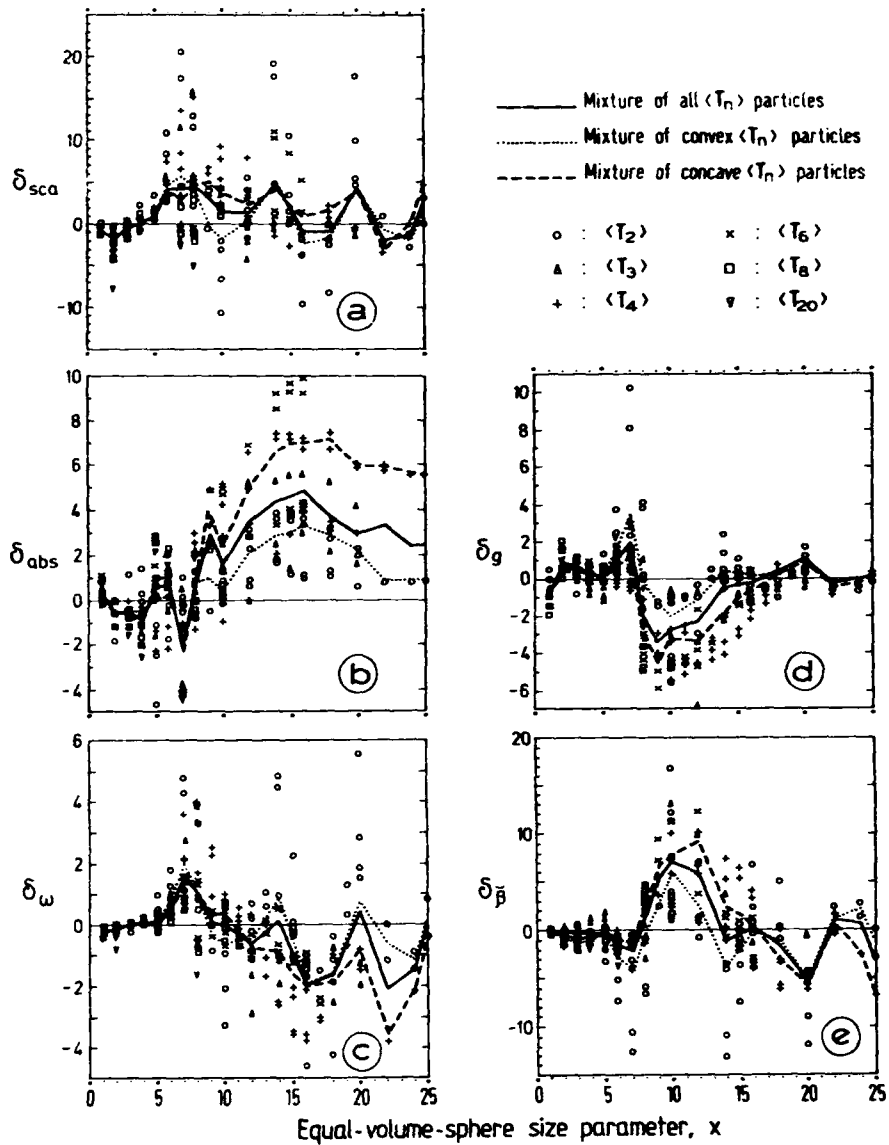 20
10
0
-10
δsca
a
Mixture of all ⟨Tn⟩ particles
Mixture of convex ⟨Tn⟩ particles
Mixture of concave ⟨Tn⟩ particles
o : ⟨T2⟩
x : ⟨T6⟩
▵ : ⟨T3⟩
□ : ⟨T8⟩
+ : ⟨T4⟩
▿ : ⟨T20⟩
10
8
6
4
2
0
-2
-4
δabs
b
10
8
6
4
2
0
-2
-4
-6
δg
d
6
4
2
0
-2
-4
δω
c
0 5 10 15 20 25
20
10
0
-10
δβ̃
e
0 5 10 15 20 25
Equal-volume-sphere size parameter, x